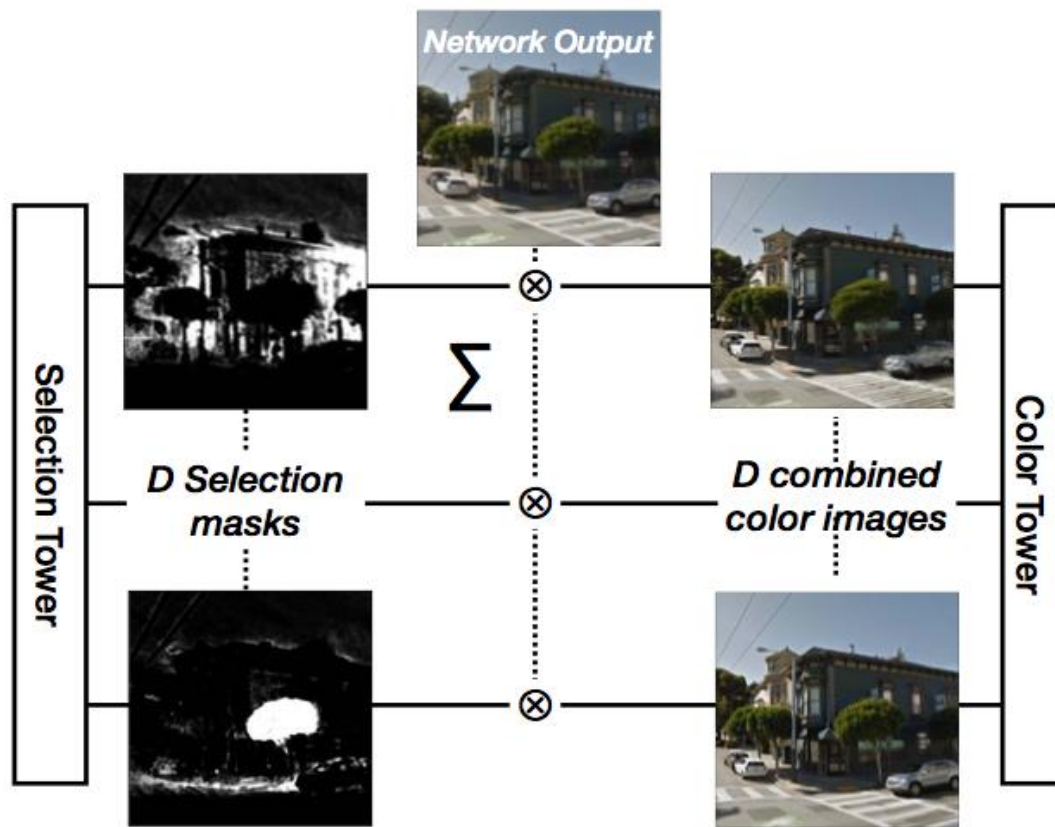 Network Output
Selection Tower
∑
D Selection
masks
D combined
color images
Color Tower